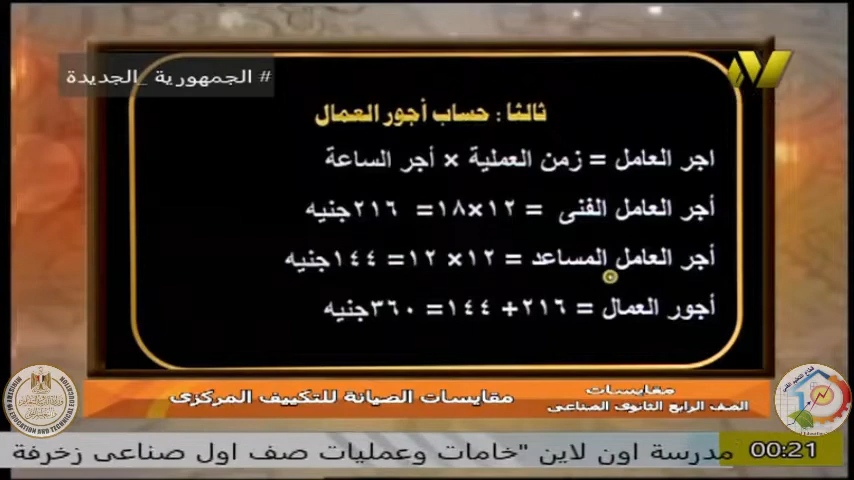 # الجمهورية _الجديدة
ثالثا : حساب أجور العمال
اجر العامل = زمن العملية × أجر الساعة
أجر العامل الفنى = ١٢×١٨= ٢١٦جنيه
أجر العامل المساعد = ١٢× ١٢= ١٤٤جنيه
أجور العمال = ٢١٦+ ١٤٤= ٣٦٠جنيه
مقايسات
الصف الرابع الثانوى الصناعى
مقايسات الصيانة للتكييف المركزى
مدرسة اون لاين "خامات وعمليات صف اول صناعى زخرفة
00:21